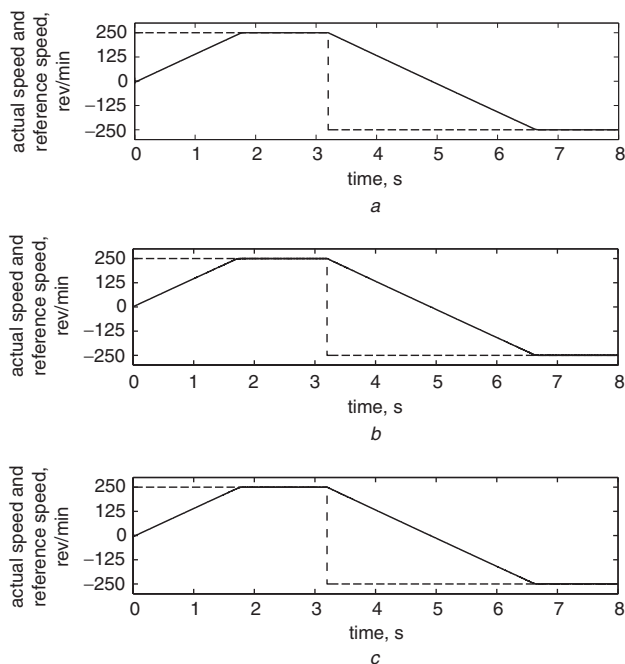 actual speed and
reference speed,
rev/min
250
125
0
−125
−250
0 1 2 3 4 5 6 7 8
time, s
a
actual speed and
reference speed,
rev/min
250
125
0
−125
−250
0 1 2 3 4 5 6 7 8
time, s
b
actual speed and
reference speed,
rev/min
250
125
0
−125
−250
0 1 2 3 4 5 6 7 8
time, s
c